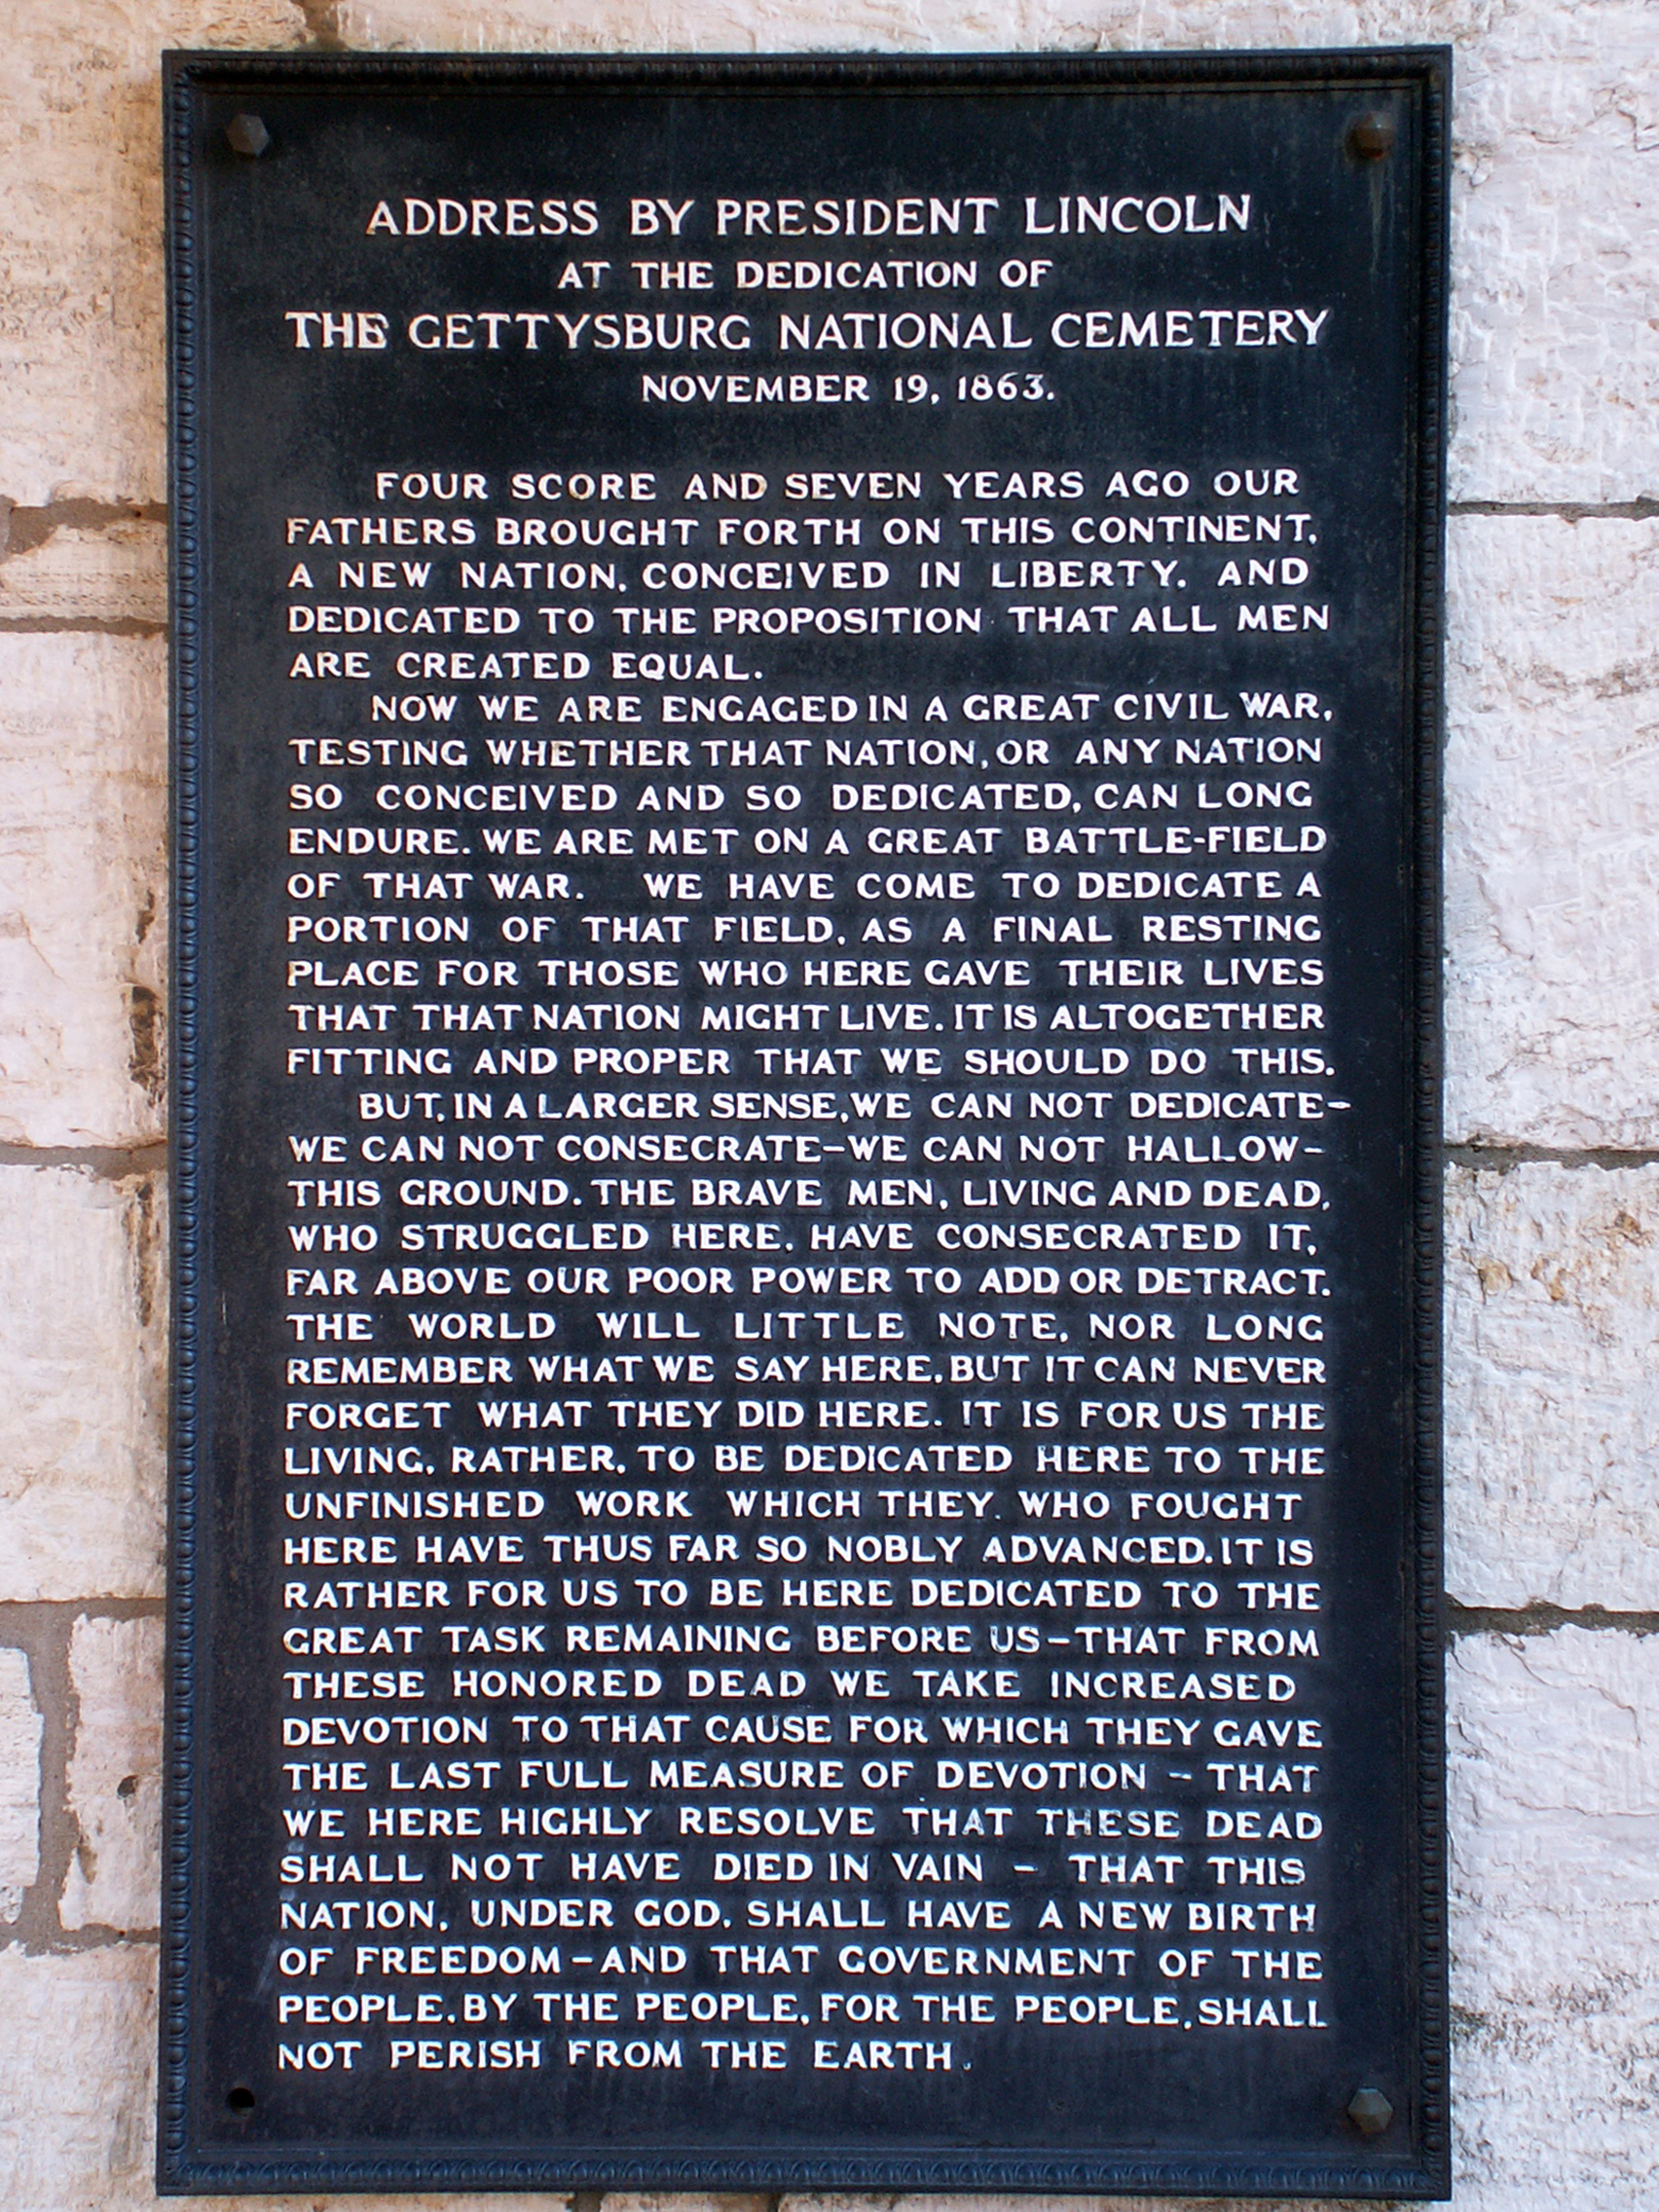 ADDRESS BY PRESIDENT LINCOLN
AT THE DEDICATION OF
THE GETTYSBURG NATIONAL CEMETERY
NOVEMBER 19, 1863.
FOUR SCORE AND SEVEN YEARS AGO OUR
FATHERS BROUGHT FORTH ON THIS CONTINENT,
A NEW NATION, CONCEIVED IN LIBERTY, AND
DEDICATED TO THE PROPOSITION THAT ALL MEN
ARE CREATED EQUAL.
NOW WE ARE ENGAGED IN A GREAT CIVIL WAR,
TESTING WHETHER THAT NATION, OR ANY NATION
SO CONCEIVED AND SO DEDICATED, CAN LONG
ENDURE. WE ARE MET ON A GREAT BATTLE-FIELD
OF THAT WAR. WE HAVE COME TO DEDICATE A
PORTION OF THAT FIELD, AS A FINAL RESTING
PLACE FOR THOSE WHO HERE GAVE THEIR LIVES
THAT THAT NATION MIGHT LIVE. IT IS ALTOGETHER
FITTING AND PROPER THAT WE SHOULD DO THIS.
BUT, IN A LARGER SENSE, WE CAN NOT DEDICATE–
WE CAN NOT CONSECRATE–WE CAN NOT HALLOW–
THIS GROUND. THE BRAVE MEN, LIVING AND DEAD,
WHO STRUGGLED HERE, HAVE CONSECRATED IT,
FAR ABOVE OUR POOR POWER TO ADD OR DETRACT.
THE WORLD WILL LITTLE NOTE, NOR LONG
REMEMBER WHAT WE SAY HERE, BUT IT CAN NEVER
FORGET WHAT THEY DID HERE. IT IS FOR US THE
LIVING, RATHER, TO BE DEDICATED HERE TO THE
UNFINISHED WORK WHICH THEY, WHO FOUGHT
HERE HAVE THUS FAR SO NOBLY ADVANCED. IT IS
RATHER FOR US TO BE HERE DEDICATED TO THE
GREAT TASK REMAINING BEFORE US–THAT FROM
THESE HONORED DEAD WE TAKE INCREASED
DEVOTION TO THAT CAUSE FOR WHICH THEY GAVE
THE LAST FULL MEASURE OF DEVOTION – THAT
WE HERE HIGHLY RESOLVE THAT THESE DEAD
SHALL NOT HAVE DIED IN VAIN – THAT THIS
NATION, UNDER GOD, SHALL HAVE A NEW BIRTH
OF FREEDOM – AND THAT GOVERNMENT OF THE
PEOPLE, BY THE PEOPLE, FOR THE PEOPLE, SHALL
NOT PERISH FROM THE EARTH.